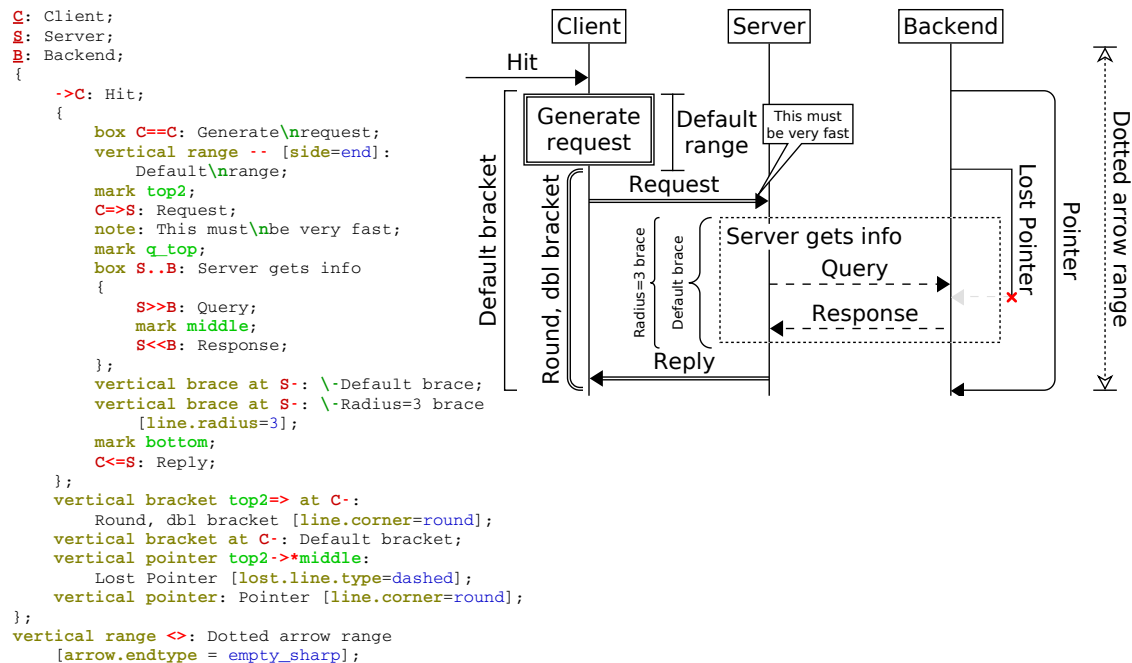 C: Client;
S: Server;
B: Backend;
{
->C: Hit;
{
box C==C: Generate\nrequest;
vertical range -- [side=end]:
Default\nrange;
mark top2;
C=>S: Request;
note: This must\nbe very fast;
mark q_top;
box S..B: Server gets info
{
S>>B: Query;
mark middle;
S<<B: Response;
};
vertical brace at S-: \-Default brace;
vertical brace at S-: \-Radius=3 brace
[line.radius=3];
mark bottom;
C<=S: Reply;
};
vertical bracket top2=> at C-:
Round, dbl bracket [line.corner=round];
vertical bracket at C-: Default bracket;
vertical pointer top2->*middle:
Lost Pointer [lost.line.type=dashed];
vertical pointer: Pointer [line.corner=round];
};
vertical range <>: Dotted arrow range
[arrow.endtype = empty_sharp];
Client
Server
Backend
Hit
Generate
request
Default
range
This must
be very fast
Request
Default bracket
Round, dbl bracket
Radius=3 brace
Default brace
Server gets info
Query
Response
Reply
Lost Pointer
Pointer
Dotted arrow range